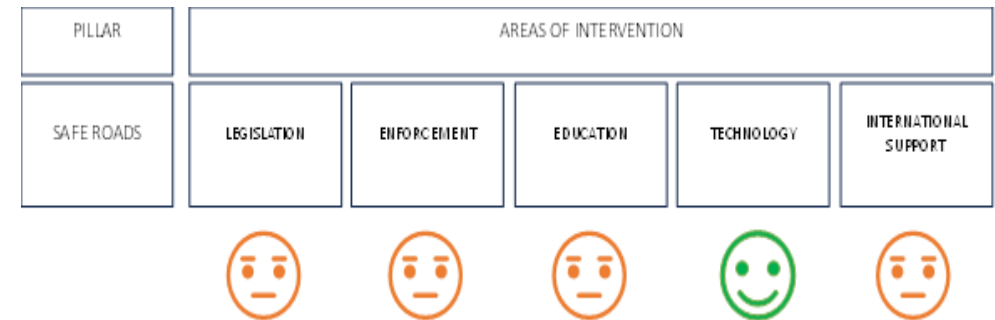 PILLAR
AREAS OF INTERVENTION
SAFE ROADS
LEGISLATION
ENFORCEMENT
EDUCATION
TECHNOLOGY
INTERNATIONAL
SUPPORT